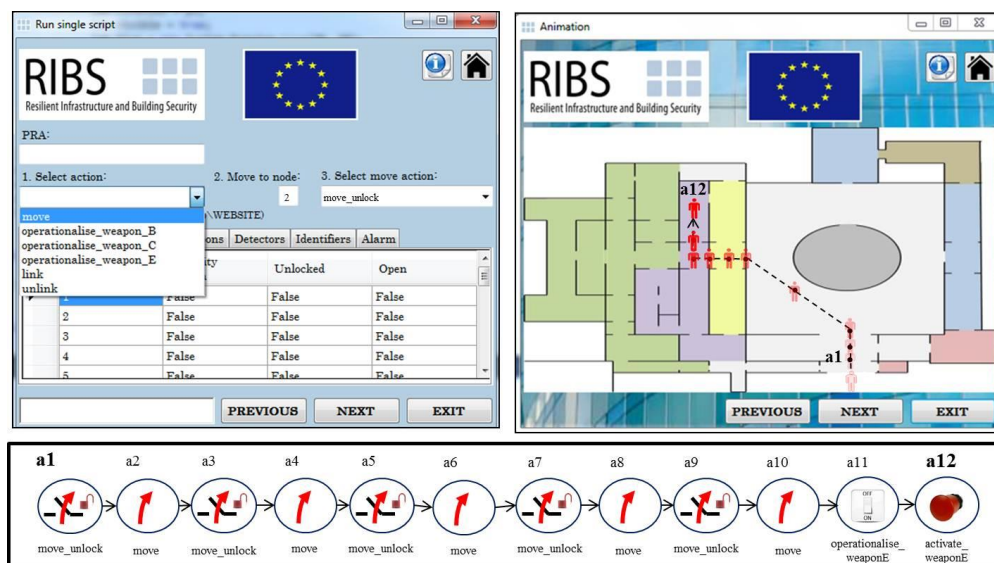 Run single script
RIBS
Resilient Infrastructure and Building Security
PRA:
1. Select action:
2. Move to node:
3. Select move action:
2
move_unlock
move
operationalise_weapon_B
operationalise_weapon_C
operationalise_weapon_E
link
unlink
\WEBSITE)
ons
Detectors
Identifiers
Alarm
ty
Unlocked
Open
1 False False False
2 False False False
3 False False False
4 False False False
5 False False False
PREVIOUS
NEXT
EXIT
Animation
RIBS
Resilient Infrastructure and Building Security
a12
a1
PREVIOUS
NEXT
EXIT
a1 a2 a3 a4 a5 a6 a7 a8 a9 a10 a11 a12
OFF
ON
move_unlock
move
move_unlock
move
move_unlock
move
move_unlock
move
move_unlock
move
operationalise_
weaponE
activate_
weaponE